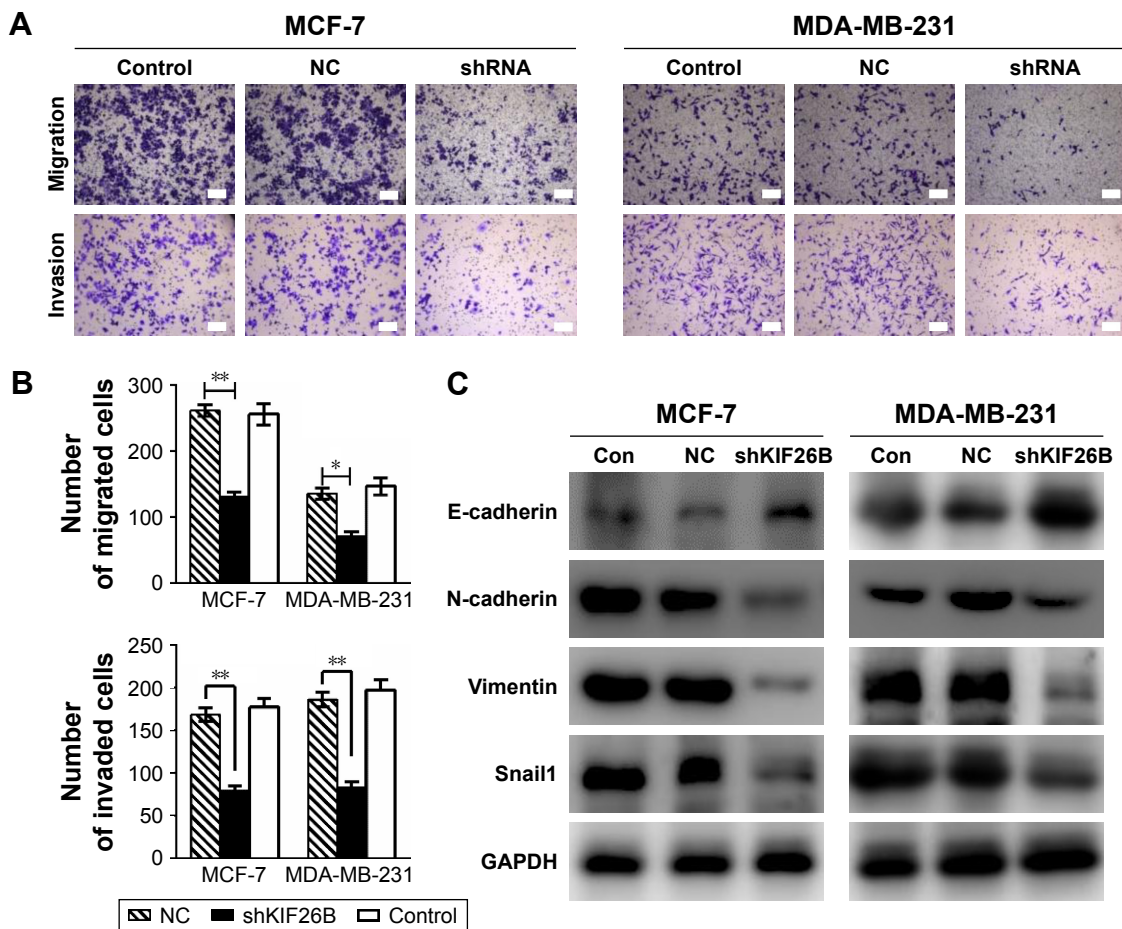 A
MCF-7
MDA-MB-231
Control
NC
shRNA
Control
NC
shRNA
Migration
Invasion
B
Number
of migrated cells
300
200
100
0
**
*
MCF-7
MDA-MB-231
Number
of invaded cells
250
200
150
100
50
0
**
**
MCF-7
MDA-MB-231
NC
shKIF26B
Control
C
MCF-7
MDA-MB-231
Con
NC
shKIF26B
Con
NC
shKIF26B
E-cadherin
N-cadherin
Vimentin
Snail1
GAPDH